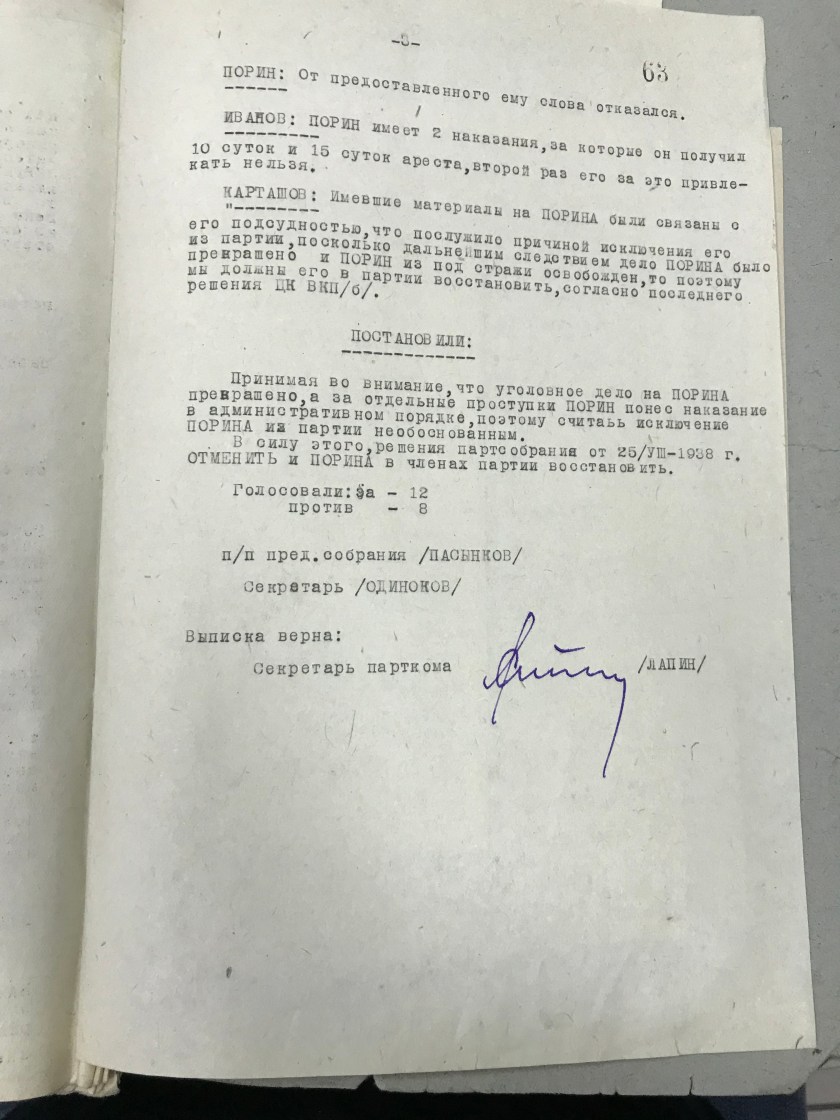 -3-
63
ПОРИН: От предоставленного ему слова отказался.
ИВАНОВ: ПОРИН имеет 2 наказания,за которые он получил
10 суток и 15 суток ареста,второй раз его за это привле-
кать нельзя.
КАРТАШОВ: Имевшие материалы на ПОРИНА были связаны с
его подсудностью,что послужило причиной исключения его
из партии,посколько дальнейшим следствием дело ПОРИНА было
прекрашено и ПОРИН из под стражи освобожден,то поэтому
мы должны его в партии восстановить,согласно последнего
решения ЦК ВКП/б/.
ПОСТАНОВИЛИ:
Принимая во внимание,что уголовное дело на ПОРИНА
прекрашено,а за отдельные проступки ПОРИН понес наказание
в административном порядке,поэтому считаь исключение
ПОРИНА из партии необоснованным.
В силу этого,решения партсобрания от 25/УШ-1938 г.
ОТМЕНИТЬ и ПОРИНА в членах партии восстановить.
Голосовали: за - 12
против - 8
п/п пред.собрания /ПАСЫНКОВ/
Секретарь /ОДИНОКОВ/
Выписка верна:
Секретарь парткома /ЛАПИН/